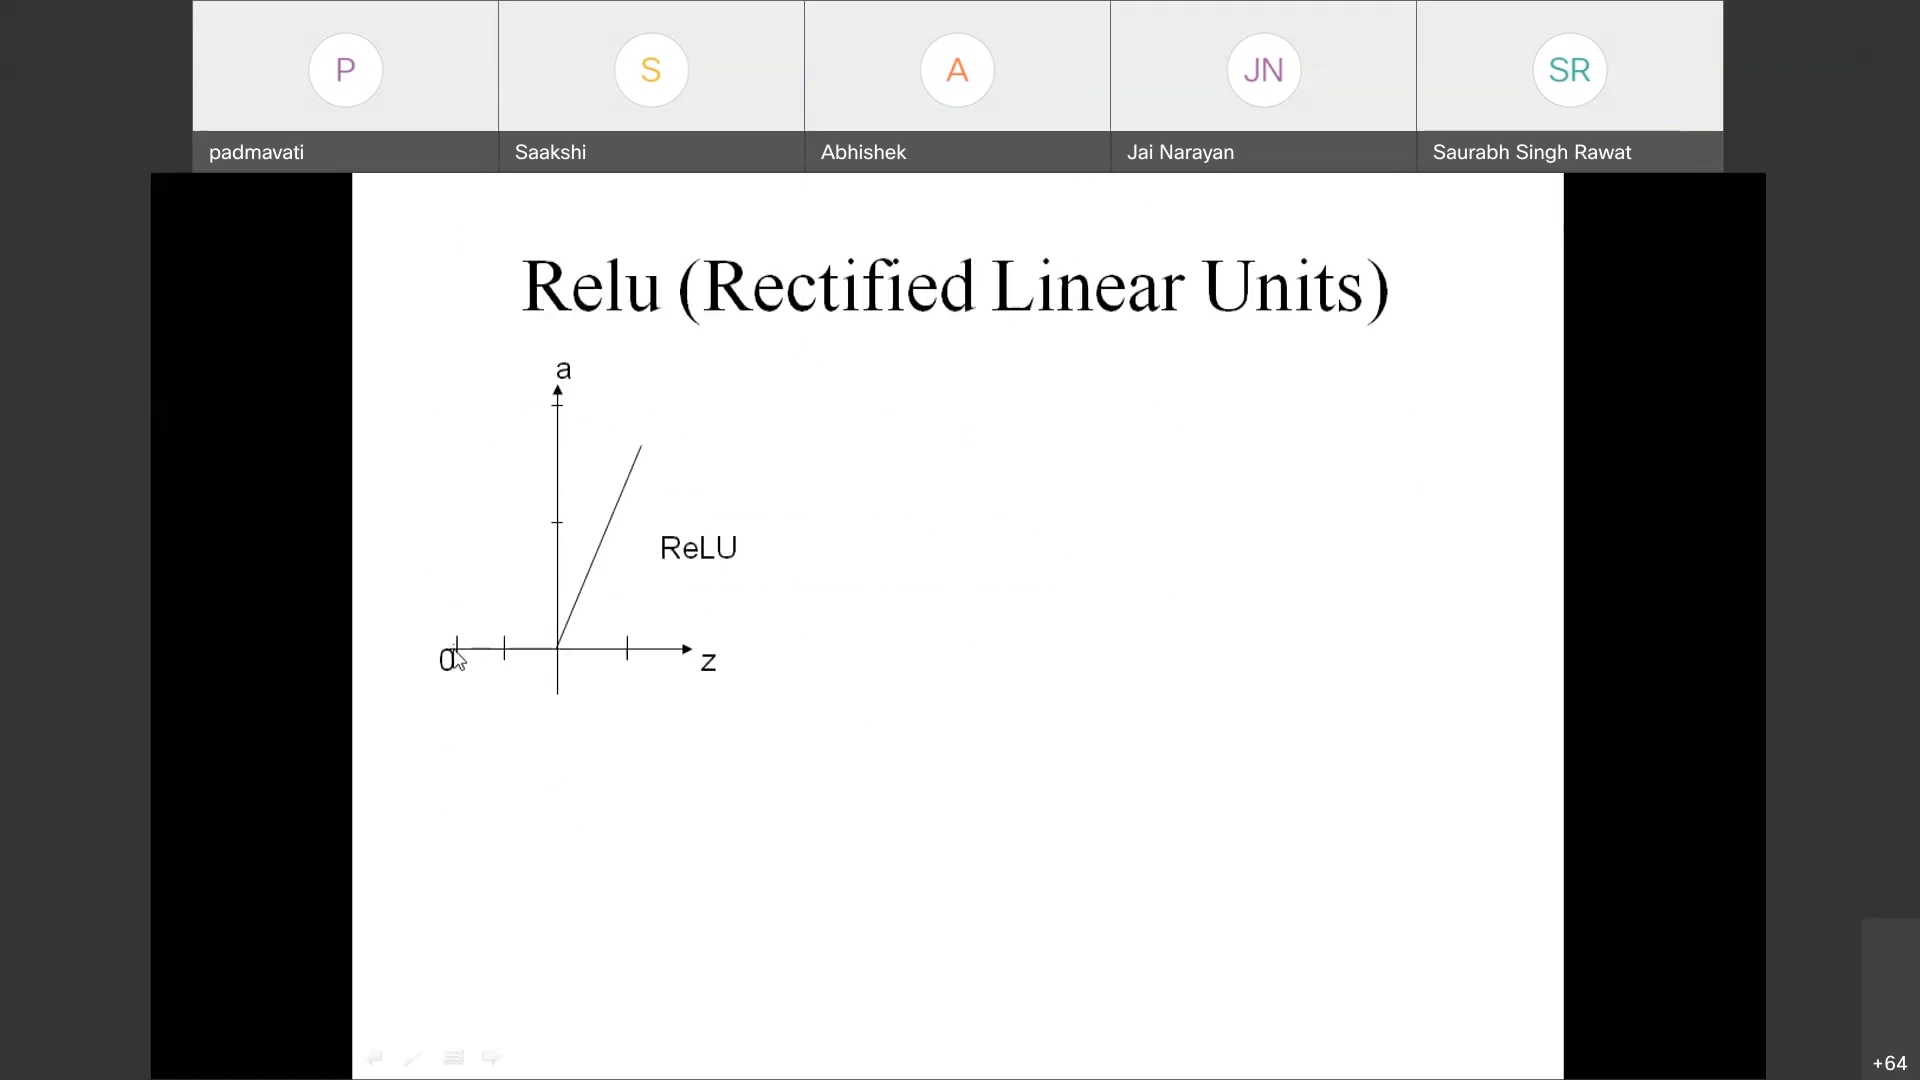 P
S
A
JN
SR
padmavati
Saakshi
Abhishek
Jai Narayan
Saurabh Singh Rawat
Relu (Rectified Linear Units)
a
ReLU
0
z
+64